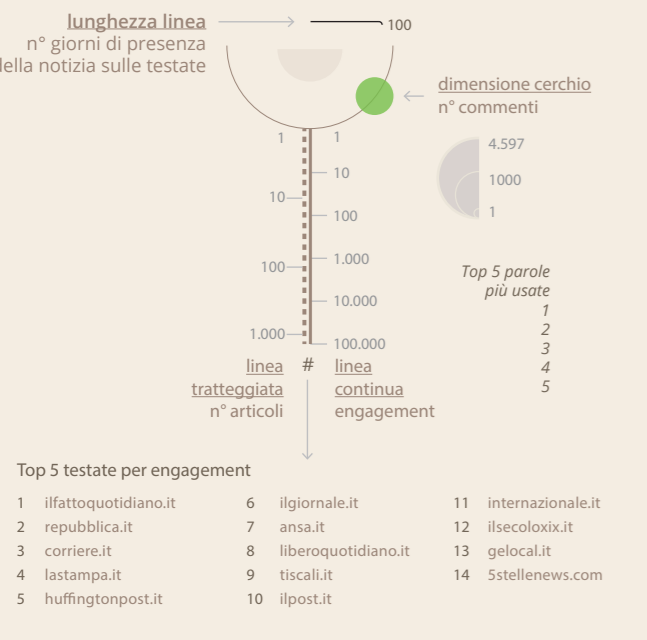 lunghezza linea
n° giorni di presenza
della notizia sulle testate
100
dimensione cerchio
n° commenti
4.597
1000
1
1
10
100
1.000
1
10
100
1.000
10.000
100.000
Top 5 parole
più usate
1
2
3
4
5
linea
tratteggiata
n° articoli
#
linea
continua
engagement
Top 5 testate per engagement
1 ilfattoquotidiano.it
2 repubblica.it
3 corriere.it
4 lastampa.it
5 huffingtonpost.it
6 ilgiornale.it
7 ansa.it
8 liberoquotidiano.it
9 tiscali.it
10 ilpost.it
11 internazionale.it
12 ilsecoloxix.it
13 gelocal.it
14 5stellenews.com